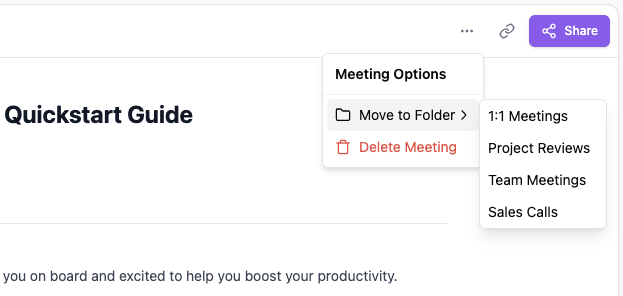 Share
Meeting Options
Quickstart Guide
Move to Folder
Delete Meeting
1:1 Meetings
Project Reviews
Team Meetings
Sales Calls
you on board and excited to help you boost your productivity.